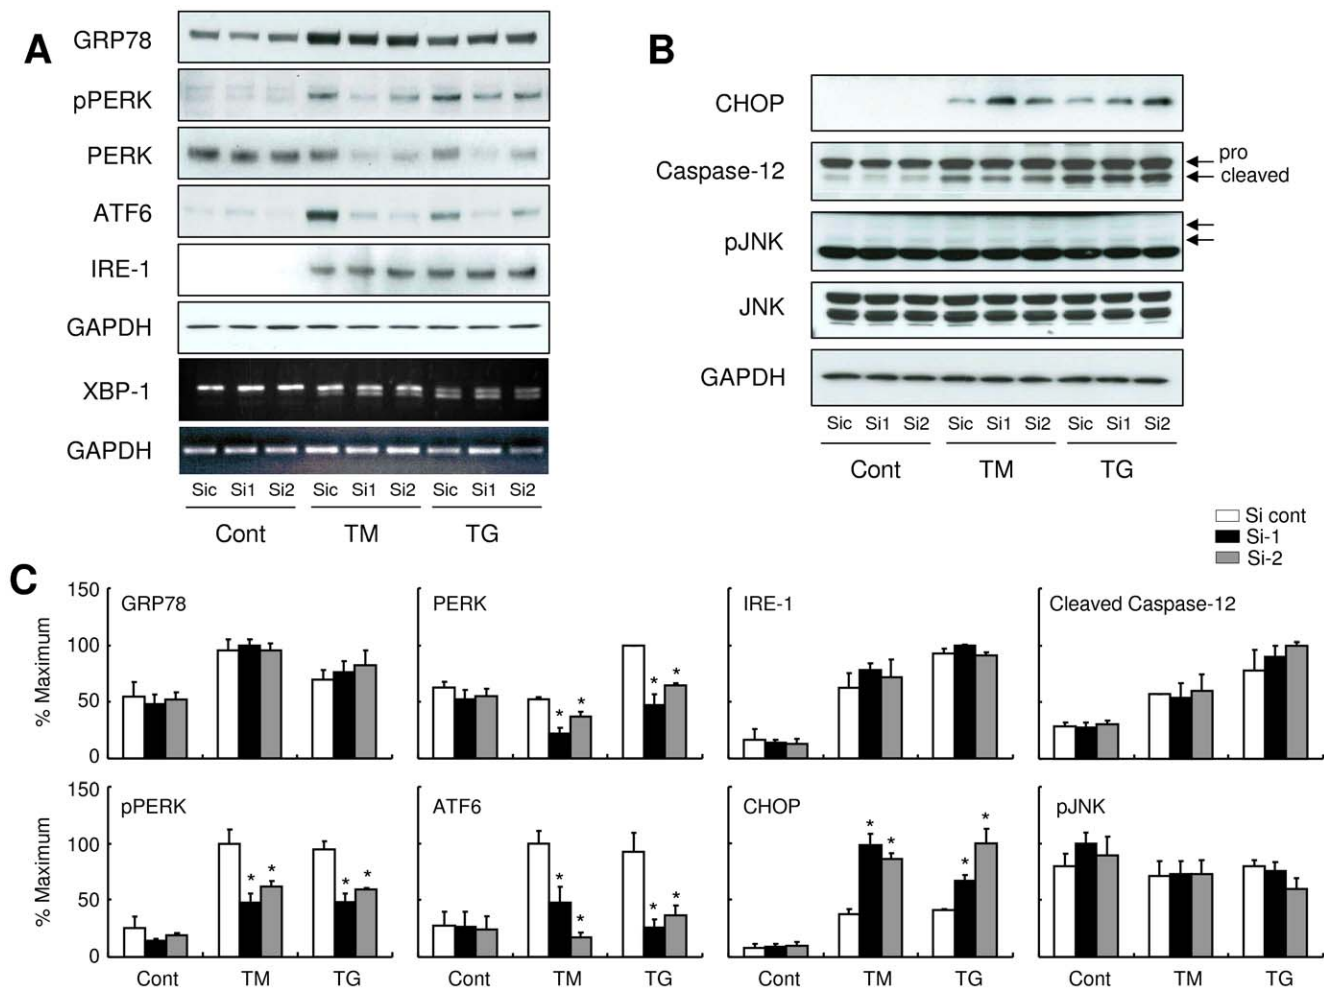 A
GRP78
pPERK
PERK
ATF6
IRE-1
GAPDH
XBP-1
GAPDH
Sic Si1 Si2 Sic Si1 Si2 Sic Si1 Si2
Cont TM TG
B
CHOP
Caspase-12
pro
cleaved
pJNK
JNK
GAPDH
Sic Si1 Si2 Sic Si1 Si2 Sic Si1 Si2
Cont TM TG
Si cont
Si-1
Si-2
C
% Maximum
150
100
50
0
GRP78
* *
PERK
* * * *
IRE-1
Cleaved Caspase-12
% Maximum
150
100
50
0
pPERK
* * * *
ATF6
* * * *
CHOP
* * * *
pJNK
Cont TM TG
Cont TM TG
Cont TM TG
Cont TM TG